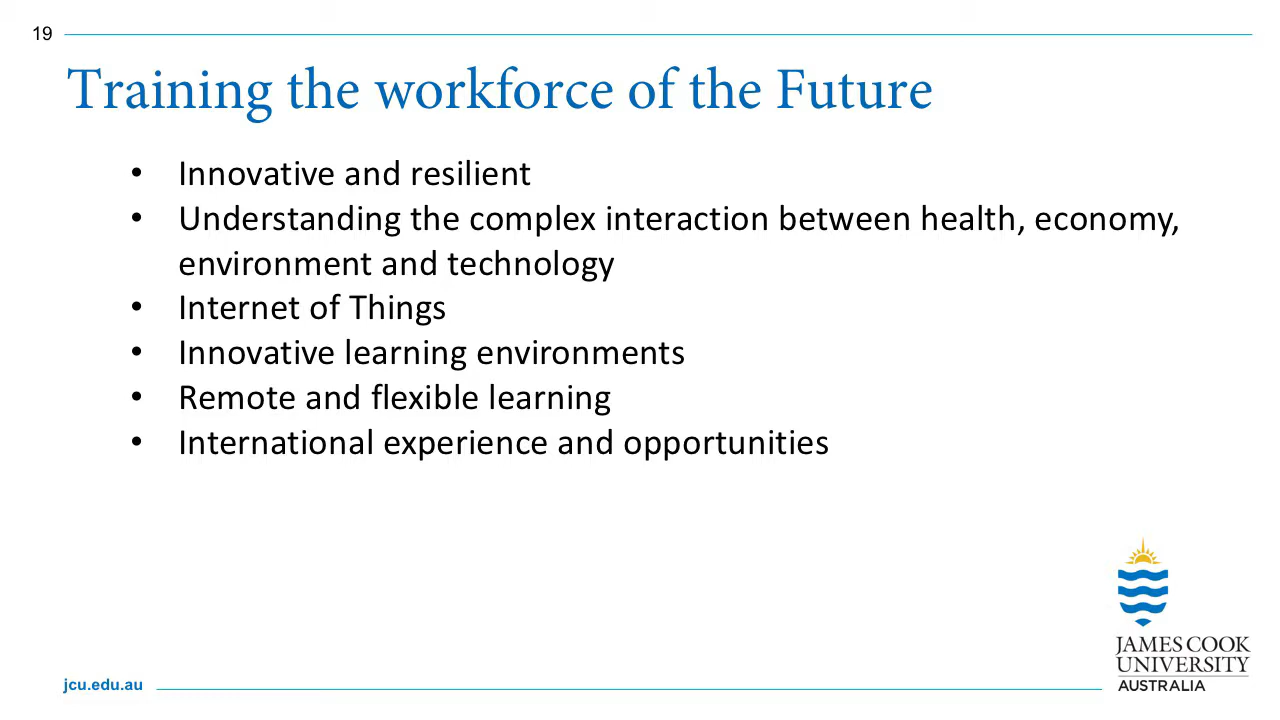 19
Training the workforce of the Future
• Innovative and resilient
• Understanding the complex interaction between health, economy,
environment and technology
• Internet of Things
• Innovative learning environments
• Remote and flexible learning
• International experience and opportunities
JAMES COOK
UNIVERSITY
AUSTRALIA
jcu.edu.au